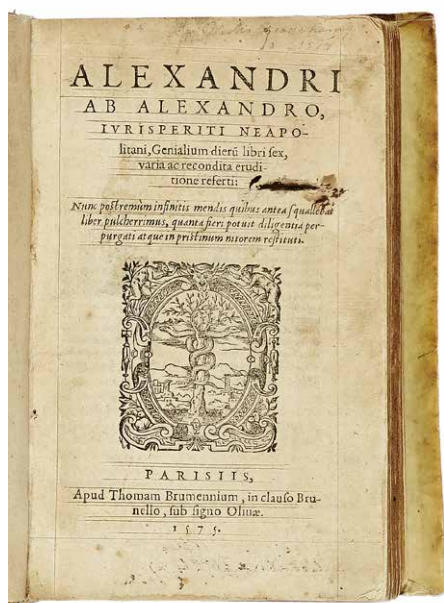 ALEXANDRI
AB ALEXANDRO,
IVRISPERITI NEAPO-
litani, Genialium dierū libri sex,
varia ac recondita erudi-
tione referti:
Nunc postremùm infinitis mendis quibus antea squallebat
liber pulcherrimus, quanta fieri potuit diligentia per-
purgati atque in pristinum nitorem restituti.
PARISIIS,
Apud Thomam Brumennium, in clauso Bru-
nello, sub signo Oliuæ.
1575.